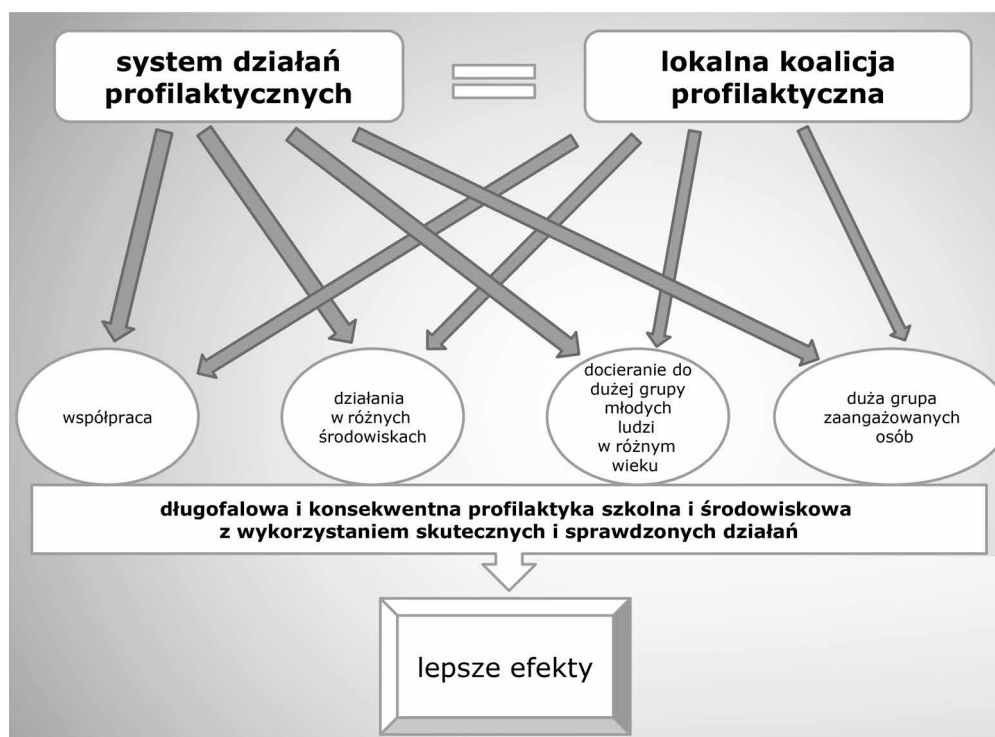 system działań
profilaktycznych
lokalna koalicja
profilaktyczna
współpraca
działania
w różnych
środowiskach
docieranie do
dużej grupy
młodych
ludzi
w różnym
wieku
duża grupa
zaangażowanych
osób
długofalowa i konsekwentna profilaktyka szkolna i środowiskowa
z wykorzystaniem skutecznych i sprawdzonych działań
lepsze efekty